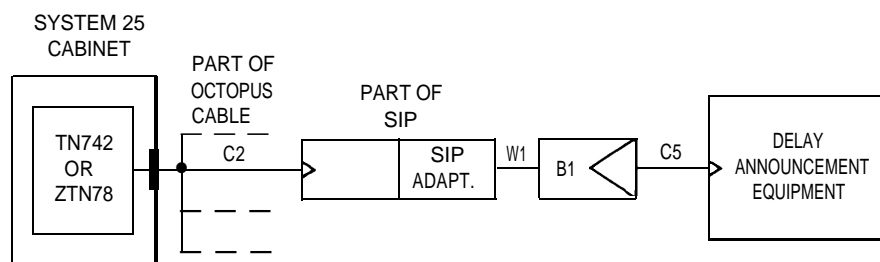 SYSTEM 25
CABINET
PART OF
OCTOPUS
CABLE
PART OF
SIP
TN742
OR
ZTN78
C2
SIP
ADAPT.
W1
B1
C5
DELAY
ANNOUNCEMENT
EQUIPMENT